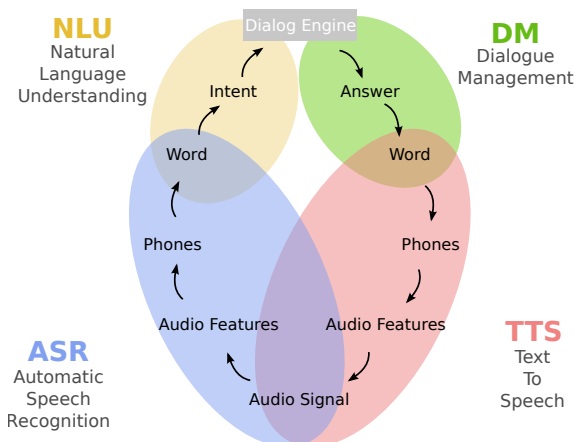 Dialog Engine
NLU
Natural
Language
Understanding
DM
Dialogue
Management
Intent
Answer
Word
Word
Phones
Phones
Audio Features
Audio Features
ASR
Automatic
Speech
Recognition
TTS
Text
To
Speech
Audio Signal